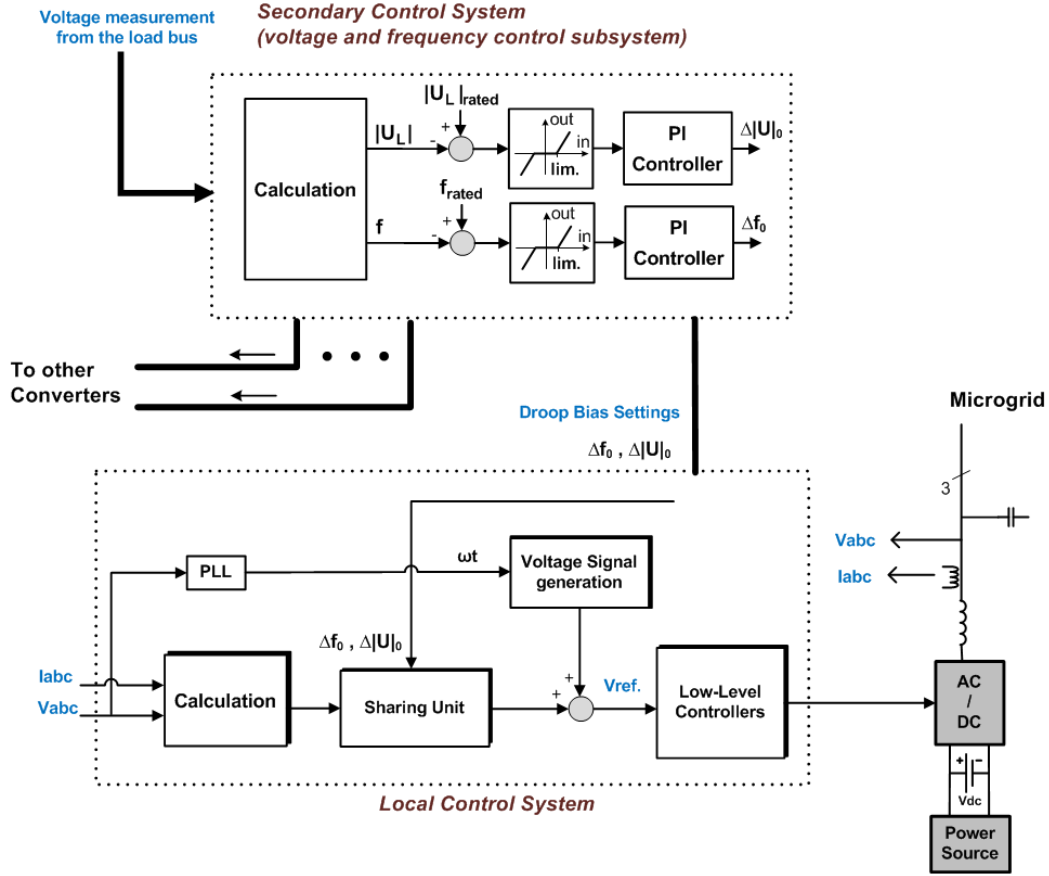 Voltage measurement
from the load bus
Secondary Control System
(voltage and frequency control subsystem)
|U_L|rated
+
|U_L|
-
out
in
lim.
PI
Controller
Δ|U|₀
Calculation
f_rated
+
f
-
out
in
lim.
PI
Controller
Δf₀
To other
Converters
Droop Bias Settings
Δf₀ , Δ|U|₀
Microgrid
3
Vabc
Iabc
PLL
ωt
Voltage Signal
generation
Δf₀ , Δ|U|₀
Iabc
Vabc
Calculation
Sharing Unit
+
+
Vref.
Low-Level
Controllers
AC
/
DC
+ -
Vdc
Power
Source
Local Control System